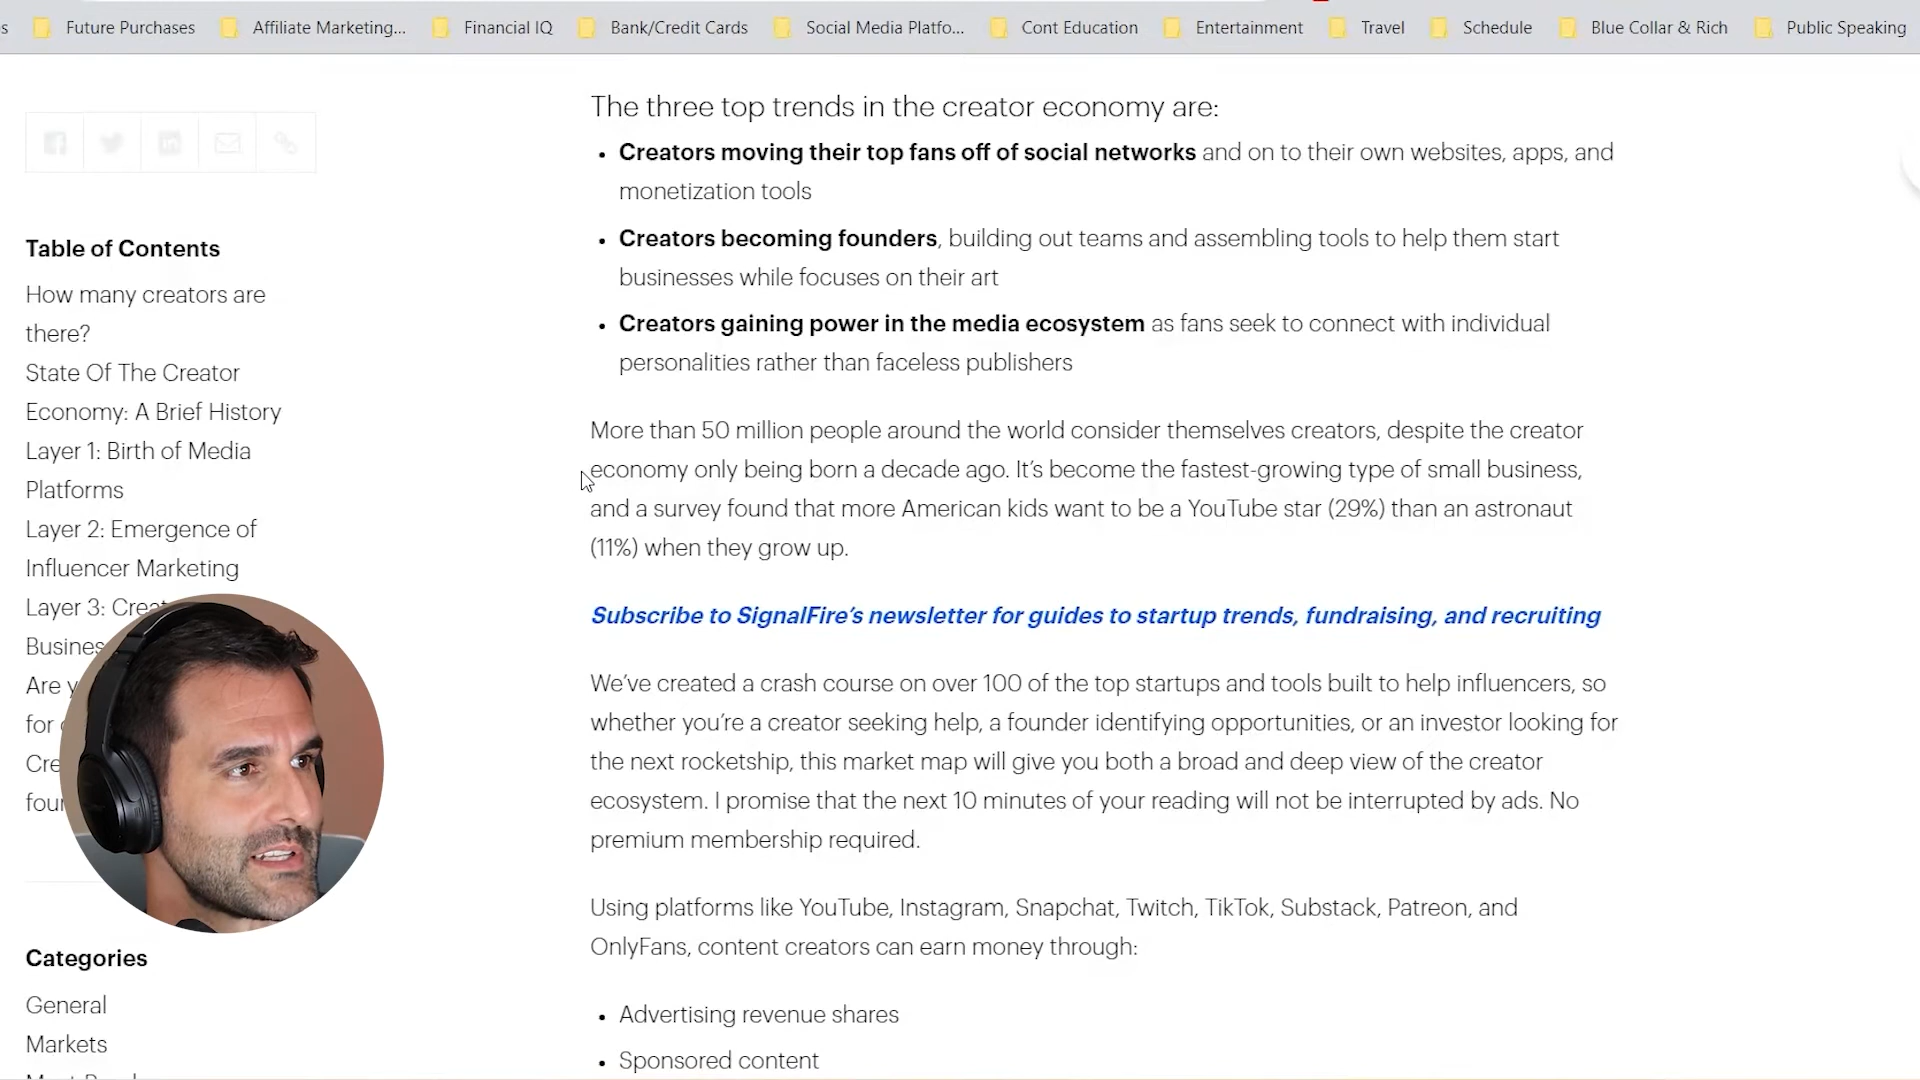 Future Purchases
Affiliate Marketing...
Financial IQ
Bank/Credit Cards
Social Media Platfo...
Cont Education
Entertainment
Travel
Schedule
Blue Collar & Rich
Public Speaking
Table of Contents
How many creators are
there?
State Of The Creator
Economy: A Brief History
Layer 1: Birth of Media
Platforms
Layer 2: Emergence of
Influencer Marketing
Layer 3:
Are
for
Categories
General
Markets
The three top trends in the creator economy are:
• Creators moving their top fans off of social networks and on to their own websites, apps, and
monetization tools
• Creators becoming founders, building out teams and assembling tools to help them start
businesses while focuses on their art
• Creators gaining power in the media ecosystem as fans seek to connect with individual
personalities rather than faceless publishers
More than 50 million people around the world consider themselves creators, despite the creator
economy only being born a decade ago. It’s become the fastest-growing type of small business,
and a survey found that more American kids want to be a YouTube star (29%) than an astronaut
(11%) when they grow up.
Subscribe to SignalFire’s newsletter for guides to startup trends, fundraising, and recruiting
We’ve created a crash course on over 100 of the top startups and tools built to help influencers, so
whether you’re a creator seeking help, a founder identifying opportunities, or an investor looking for
the next rocketship, this market map will give you both a broad and deep view of the creator
ecosystem. I promise that the next 10 minutes of your reading will not be interrupted by ads. No
premium membership required.
Using platforms like YouTube, Instagram, Snapchat, Twitch, TikTok, Substack, Patreon, and
OnlyFans, content creators can earn money through:
• Advertising revenue shares
• Sponsored content